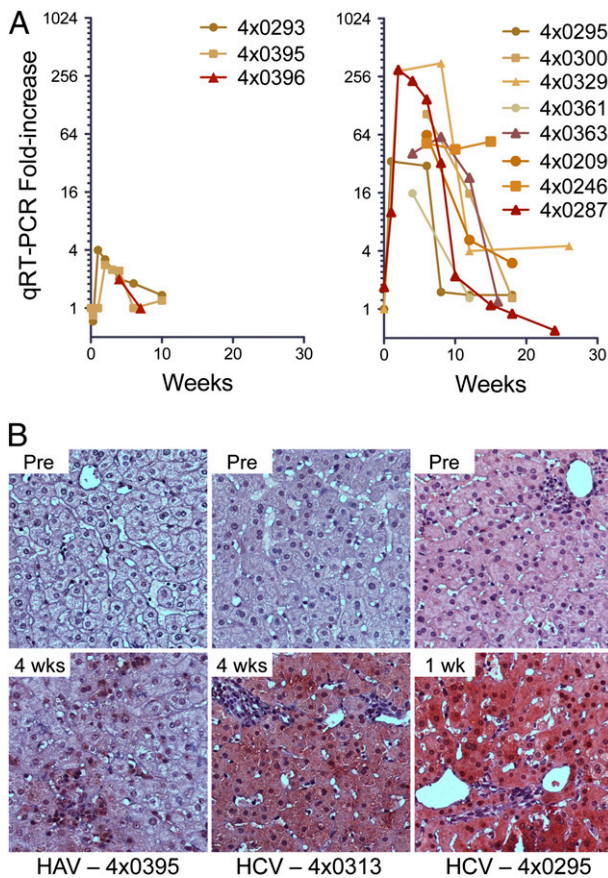 A
qRT-PCR Fold-increase
1024
256
64
16
4
1
0
10
20
30
Weeks
4x0293
4x0395
4x0396
1024
256
64
16
4
1
0
10
20
30
Weeks
4x0295
4x0300
4x0329
4x0361
4x0363
4x0209
4x0246
4x0287
B
Pre
Pre
Pre
4 wks
4 wks
1 wk
HAV – 4x0395
HCV – 4x0313
HCV – 4x0295